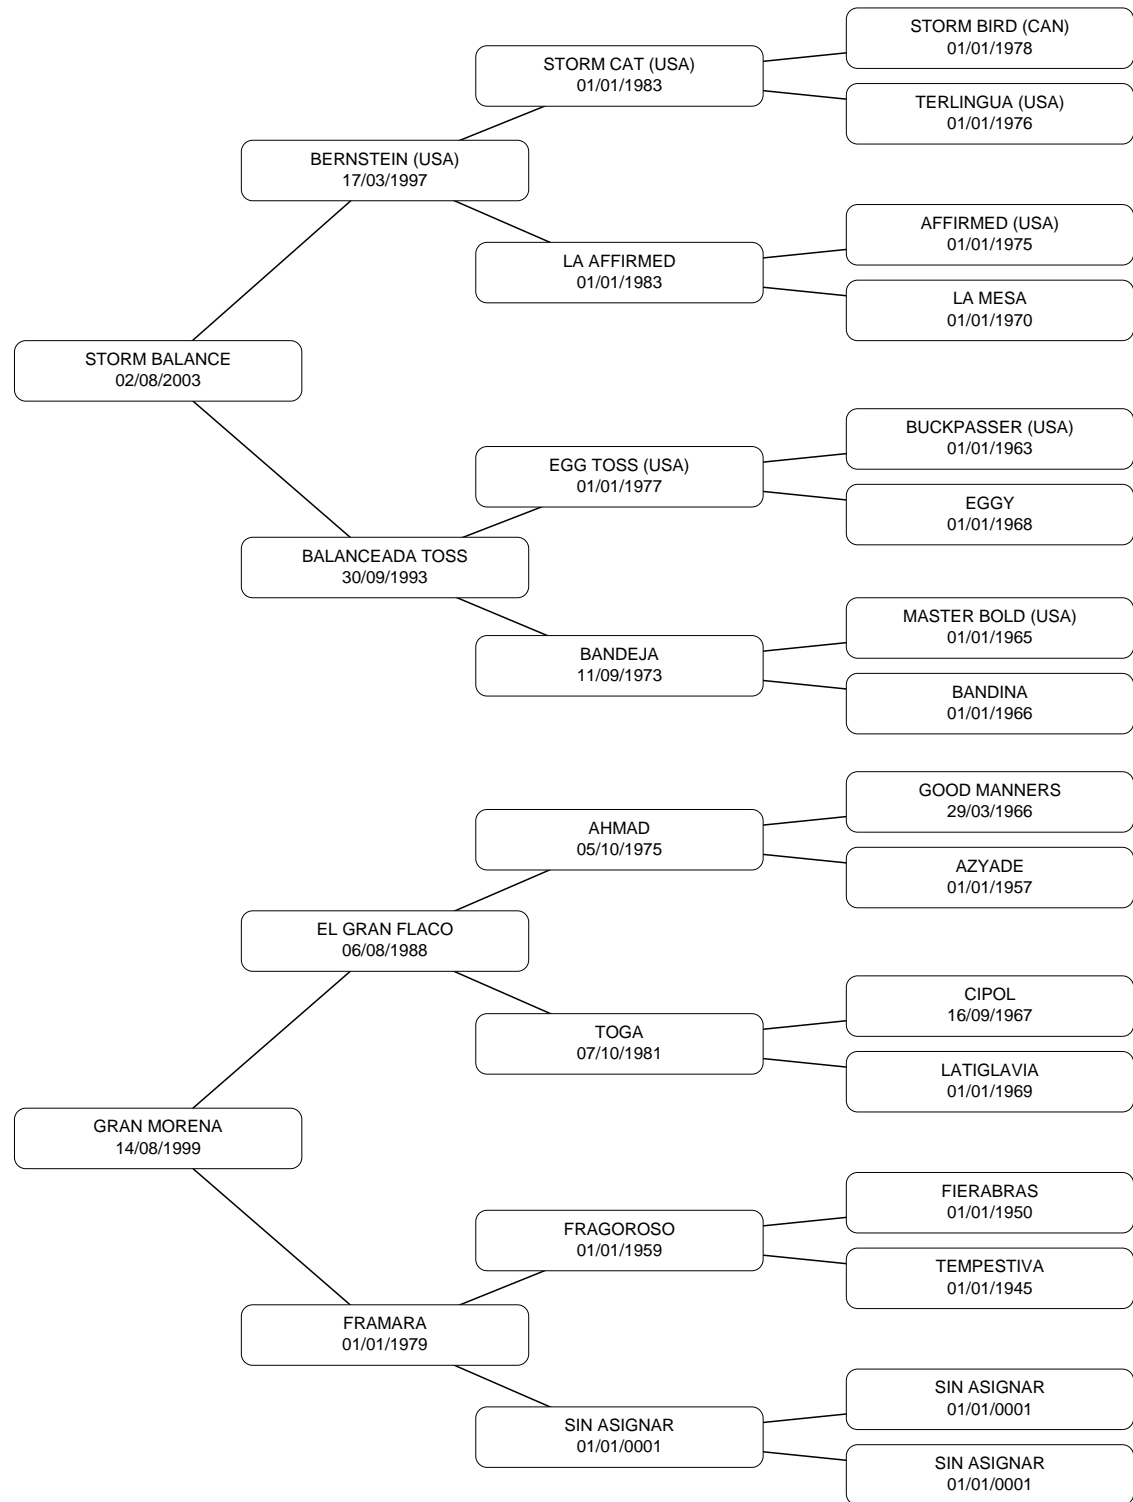 STORM BIRD (CAN)
01/01/1978
STORM CAT (USA)
01/01/1983
TERLINGUA (USA)
01/01/1976
BERNSTEIN (USA)
17/03/1997
AFFIRMED (USA)
01/01/1975
LA AFFIRMED
01/01/1983
LA MESA
01/01/1970
STORM BALANCE
02/08/2003
BUCKPASSER (USA)
01/01/1963
EGG TOSS (USA)
01/01/1977
EGGY
01/01/1968
BALANCEADA TOSS
30/09/1993
MASTER BOLD (USA)
01/01/1965
BANDEJA
11/09/1973
BANDINA
01/01/1966
GOOD MANNERS
29/03/1966
AHMAD
05/10/1975
AZYADE
01/01/1957
EL GRAN FLACO
06/08/1988
CIPOL
16/09/1967
TOGA
07/10/1981
LATIGLAVIA
01/01/1969
GRAN MORENA
14/08/1999
FIERABRAS
01/01/1950
FRAGOROSO
01/01/1959
TEMPESTIVA
01/01/1945
FRAMARA
01/01/1979
SIN ASIGNAR
01/01/0001
SIN ASIGNAR
01/01/0001
SIN ASIGNAR
01/01/0001